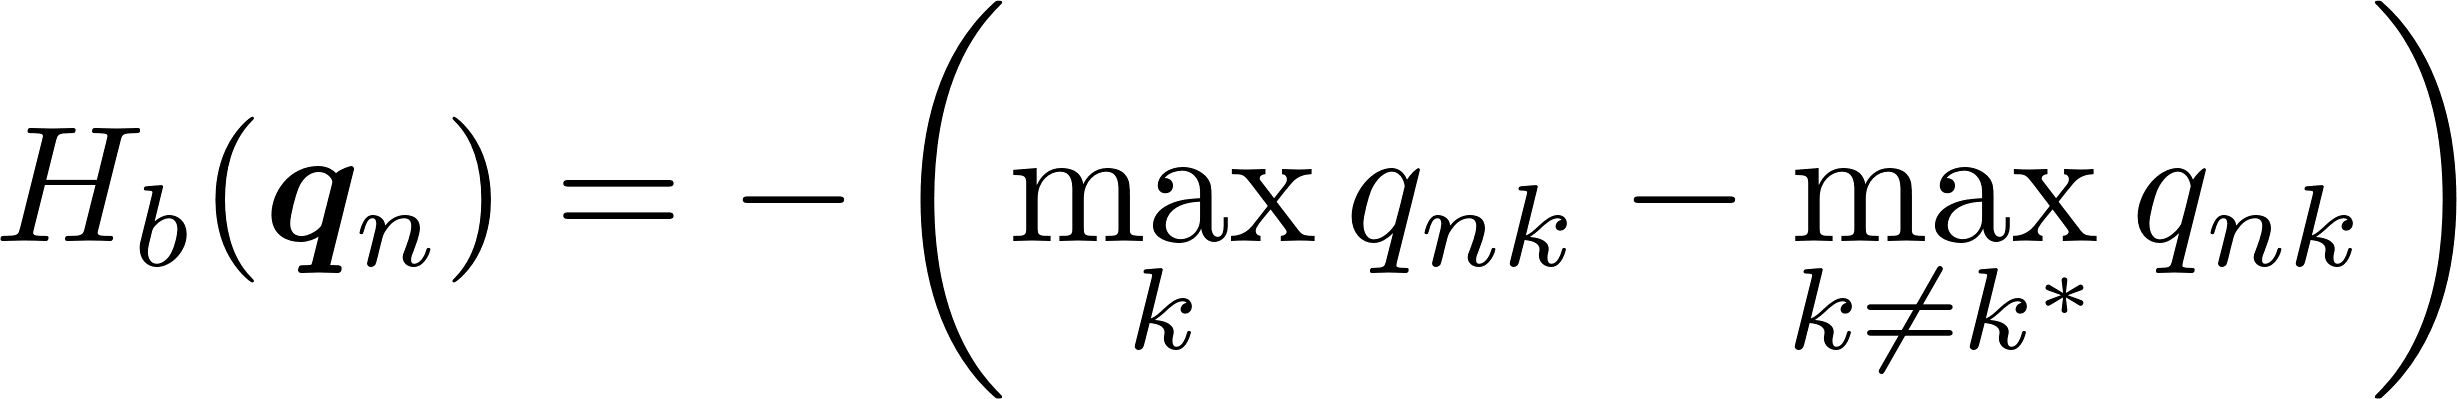 H_b(\boldsymbol{q}_n) = -\left(\max_{k} q_{nk} - \max_{k \neq k^*} q_{nk}\right)